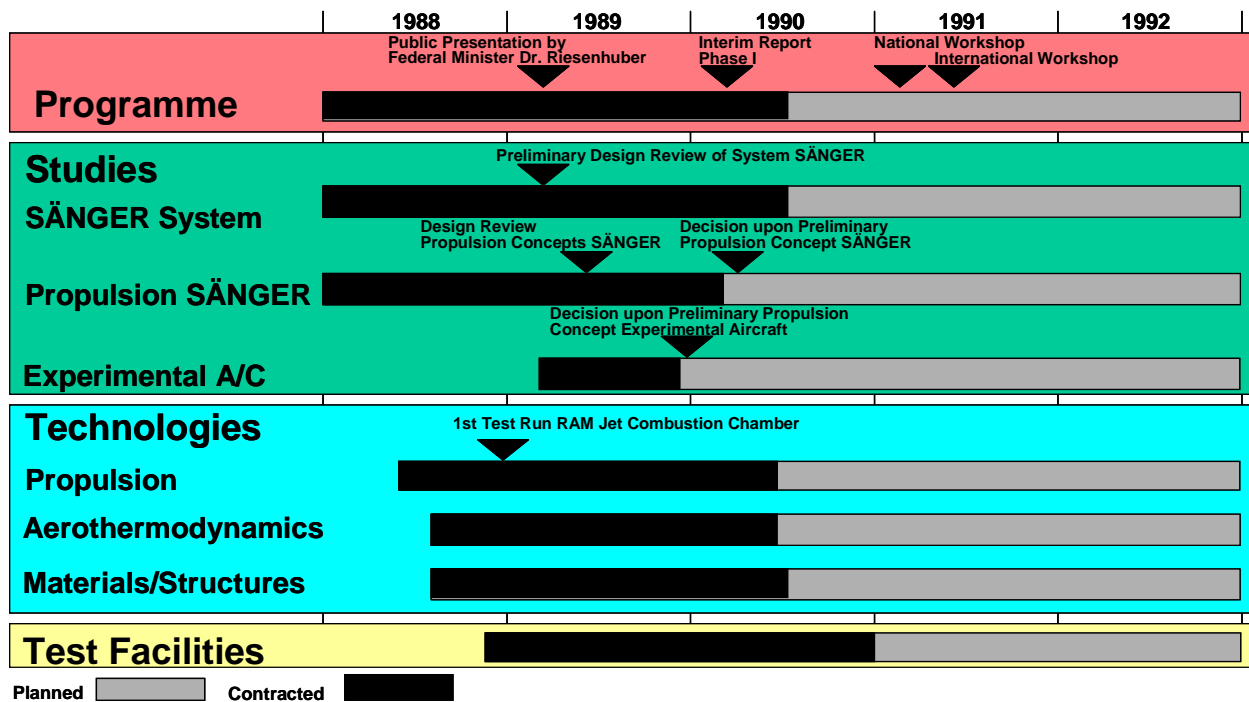 1988 1989 1990 1991 1992
Public Presentation by
Federal Minister Dr. Riesenhuber
Interim Report
Phase I
National Workshop
International Workshop
Programme
Studies
Preliminary Design Review of System SÄNGER
SÄNGER System
Design Review
Propulsion Concepts SÄNGER
Decision upon Preliminary
Propulsion Concept SÄNGER
Propulsion SÄNGER
Decision upon Preliminary Propulsion
Concept Experimental Aircraft
Experimental A/C
Technologies
1st Test Run RAM Jet Combustion Chamber
Propulsion
Aerothermodynamics
Materials/Structures
Test Facilities
Planned
Contracted